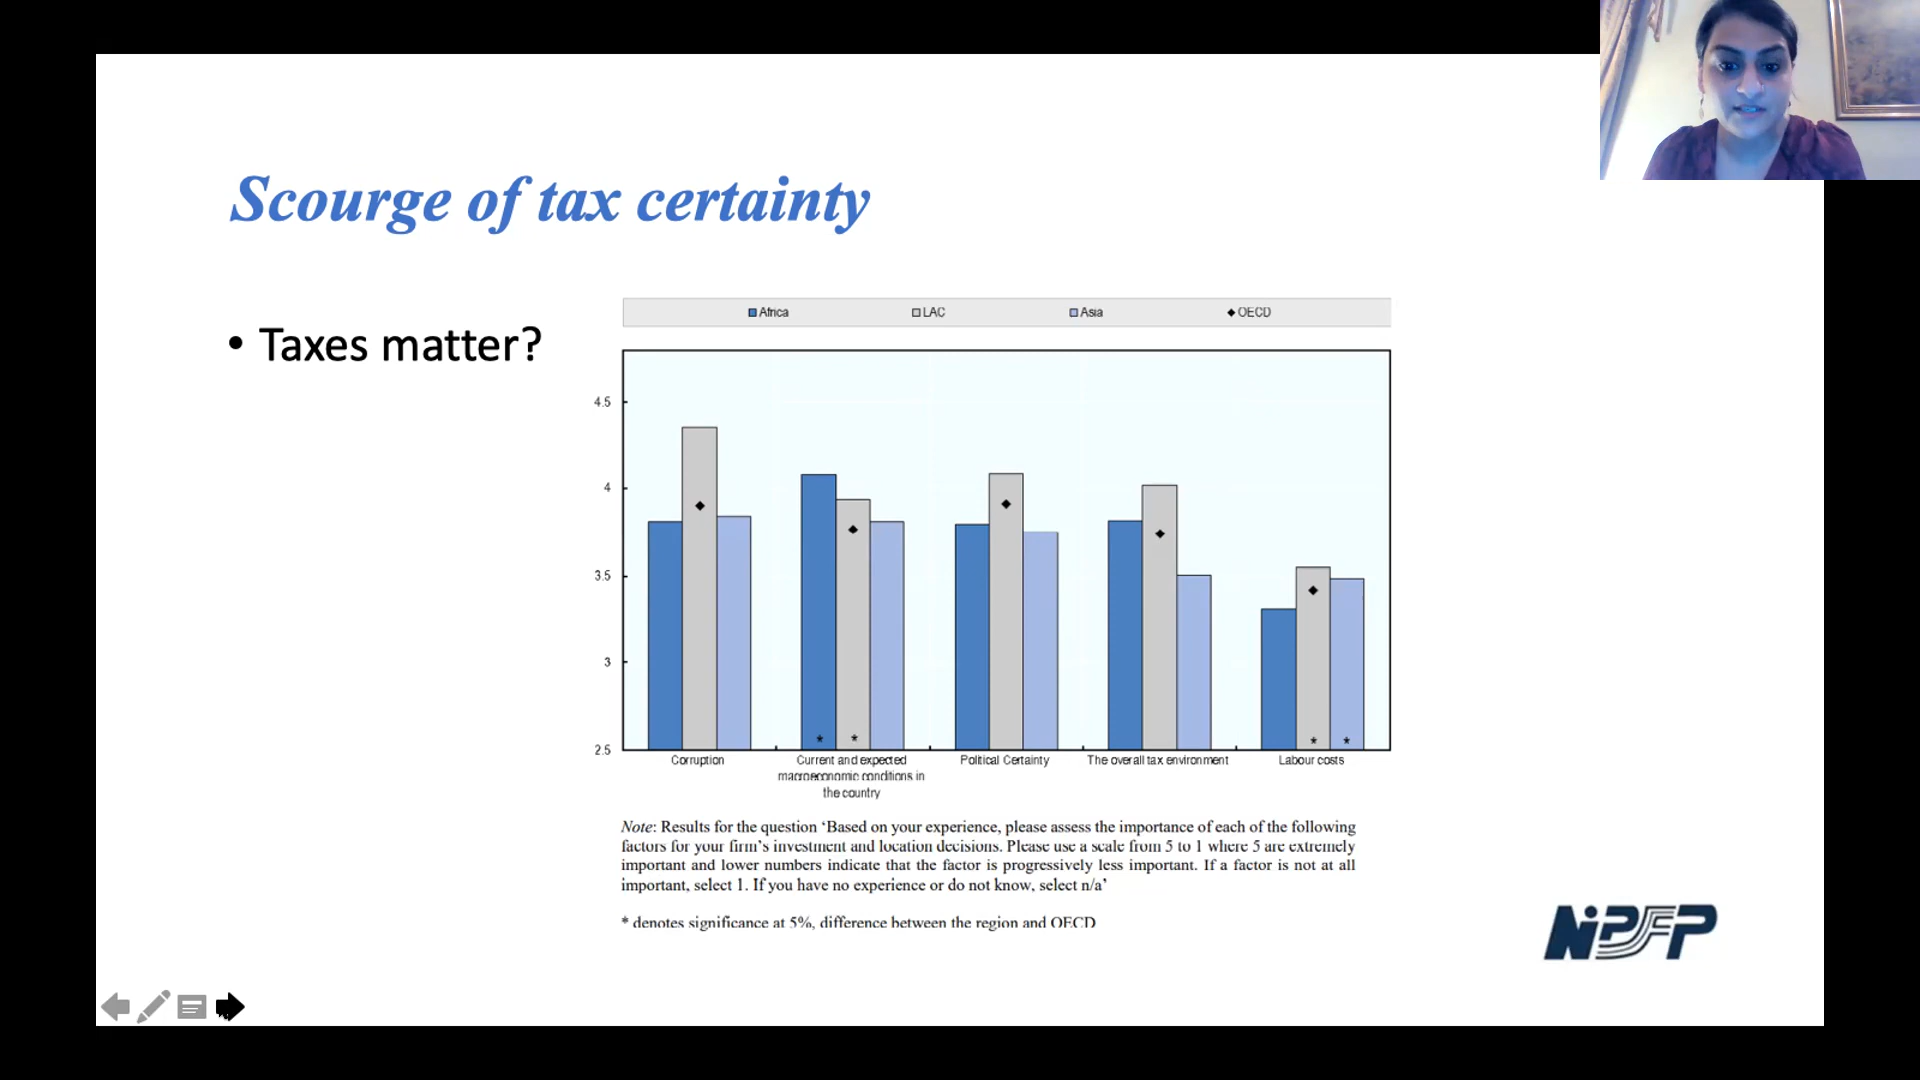 Scourge of tax certainty
• Taxes matter?
Africa LAC Asia OECD
4.5
4
3.5
3
2.5
* * * *
Corruption
Current and expected
macroeconomic conditions in
the country
Political Certainty
The overall tax environment
Labour costs
Note: Results for the question ‘Based on your experience, please assess the importance of each of the following
factors for your firm’s investment and location decisions. Please use a scale from 5 to 1 where 5 are extremely
important and lower numbers indicate that the factor is progressively less important. If a factor is not at all
important, select 1. If you have no experience or do not know, select n/a’
* denotes significance at 5%, difference between the region and OECD
NIPFP